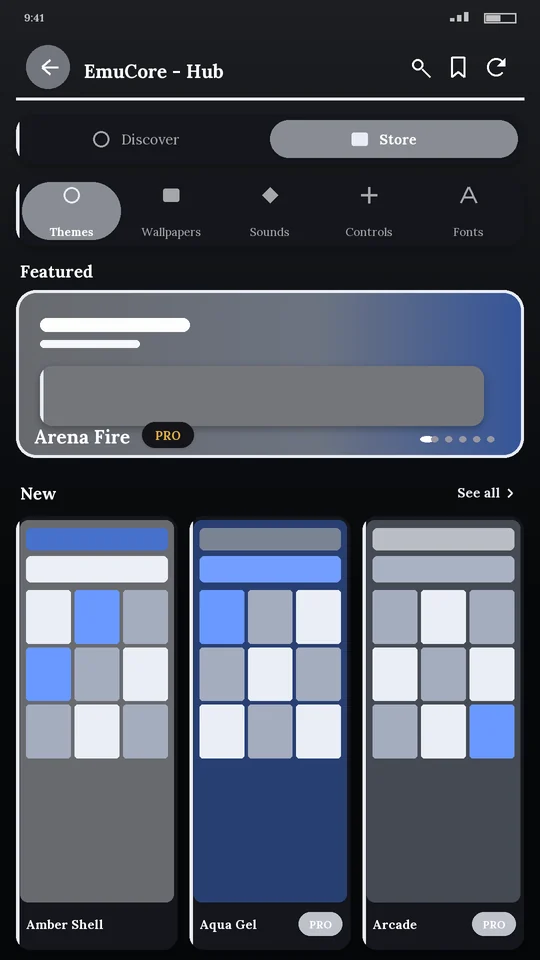 9:41
EmuCore - Hub
Discover
Store
Themes
Wallpapers
Sounds
Controls
Fonts
Featured
Arena Fire
PRO
New
See all
Amber Shell
Aqua Gel
PRO
Arcade
PRO